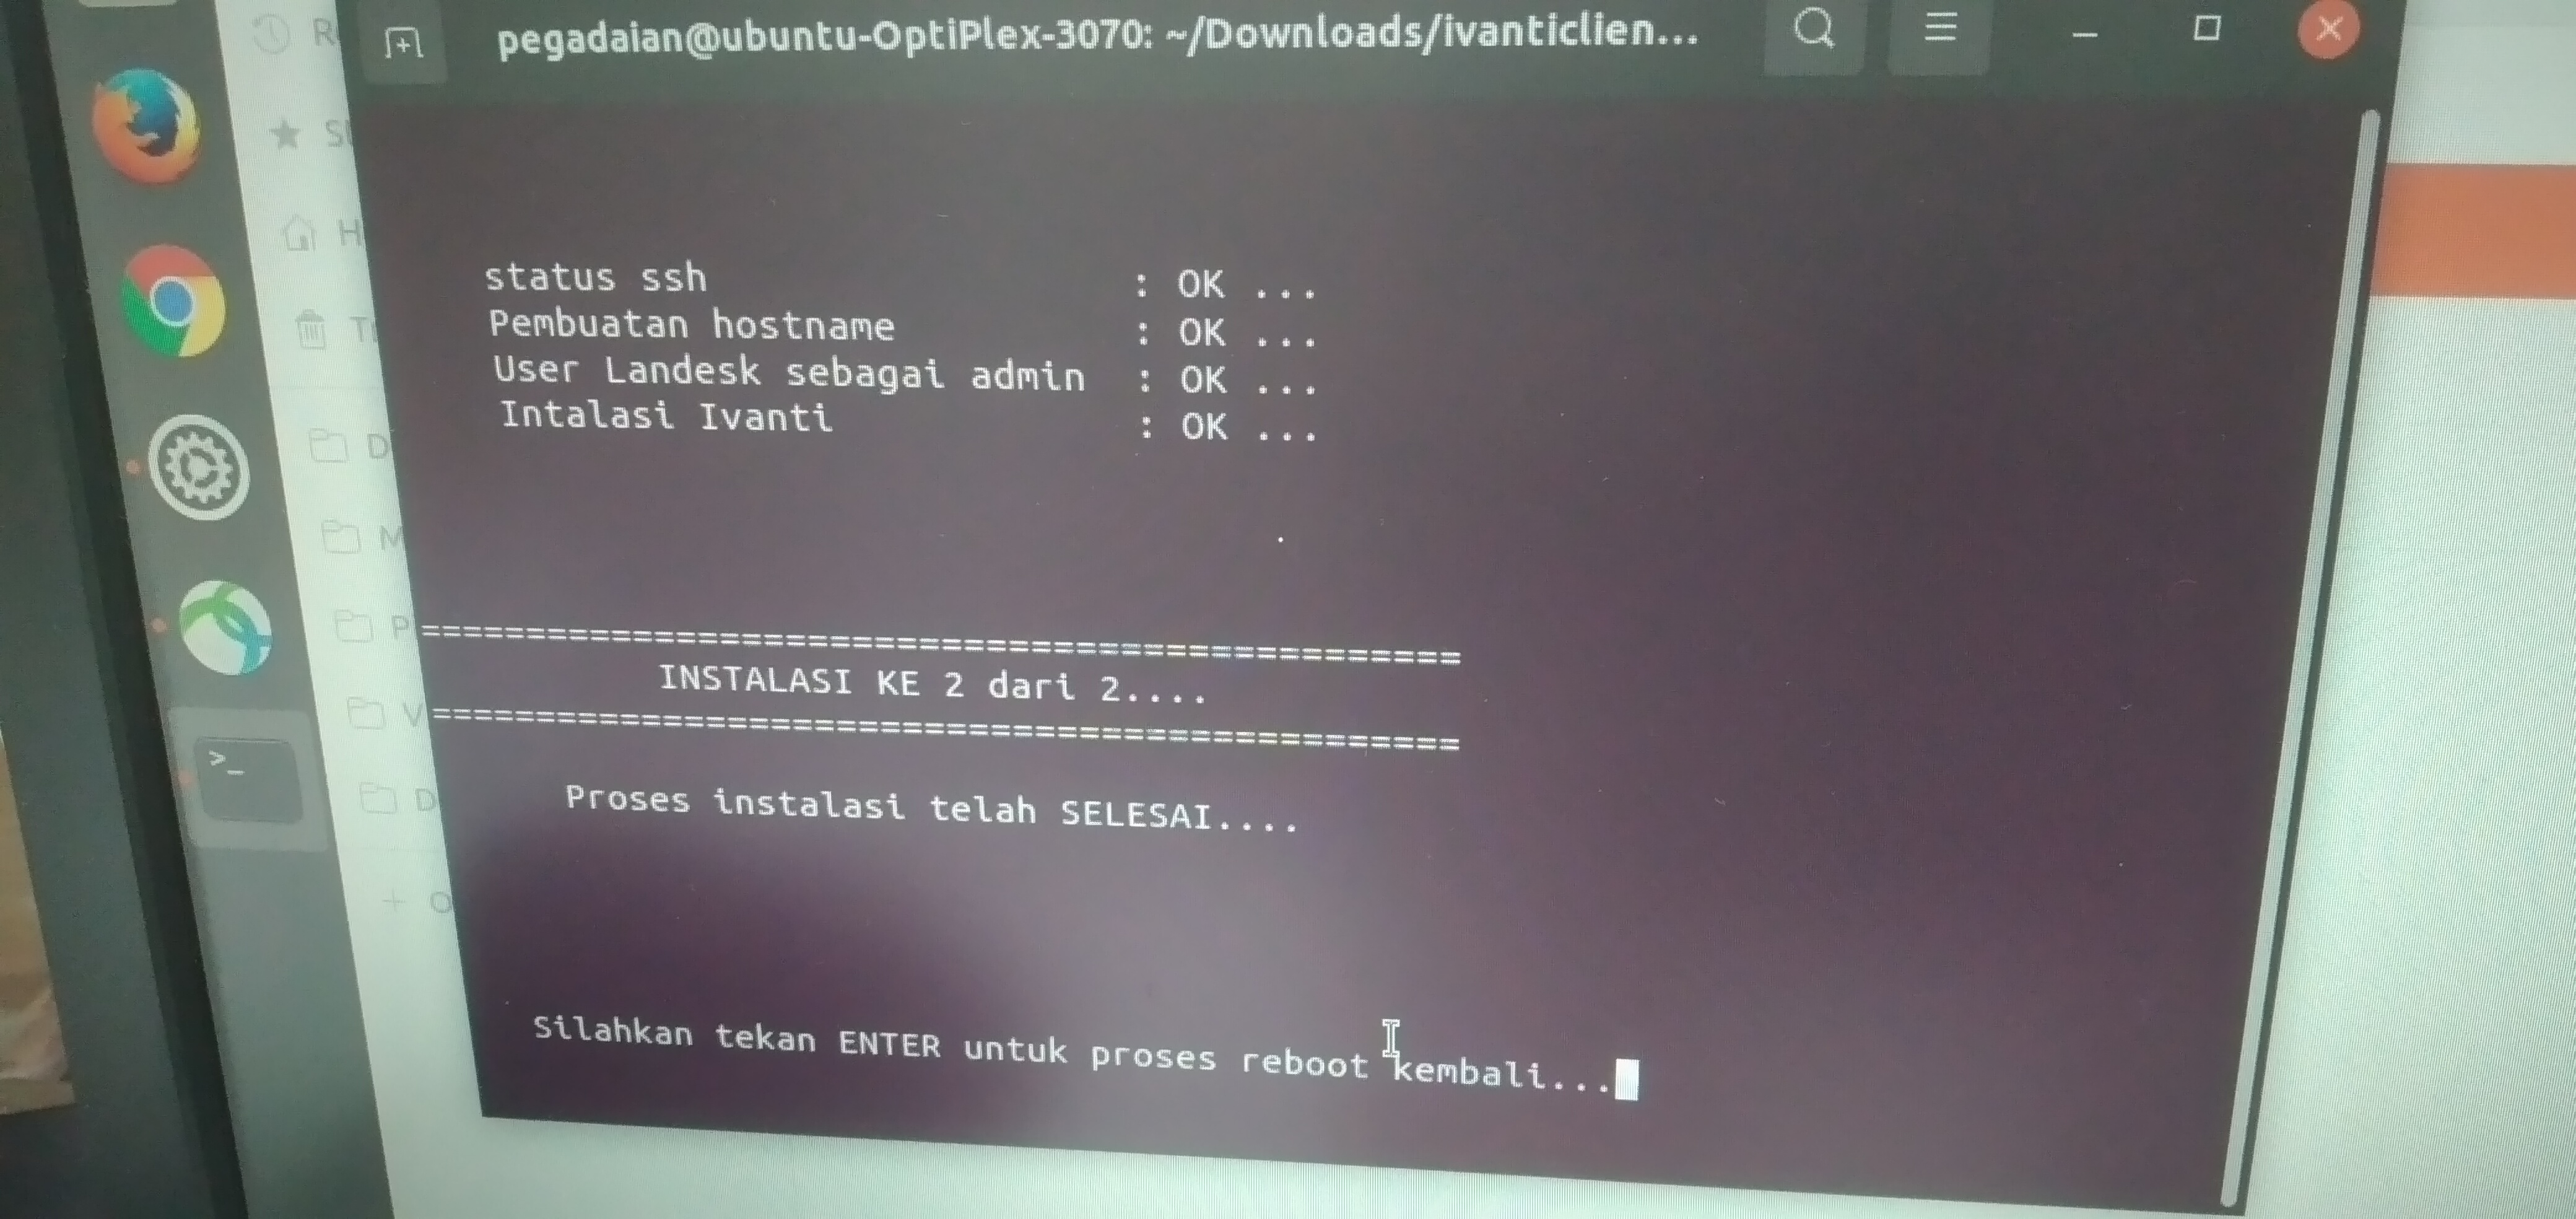 pegadaian@ubuntu-OptiPlex-3070: ~/Downloads/ivanticlien...
status ssh : OK ...
Pembuatan hostname : OK ...
User Landesk sebagai admin : OK ...
Intalasi Ivanti : OK ...
==================================================
INSTALASI KE 2 dari 2....
==================================================
Proses instalasi telah SELESAI....
Silahkan tekan ENTER untuk proses reboot kembali...
R
H
D
M
P
V
D